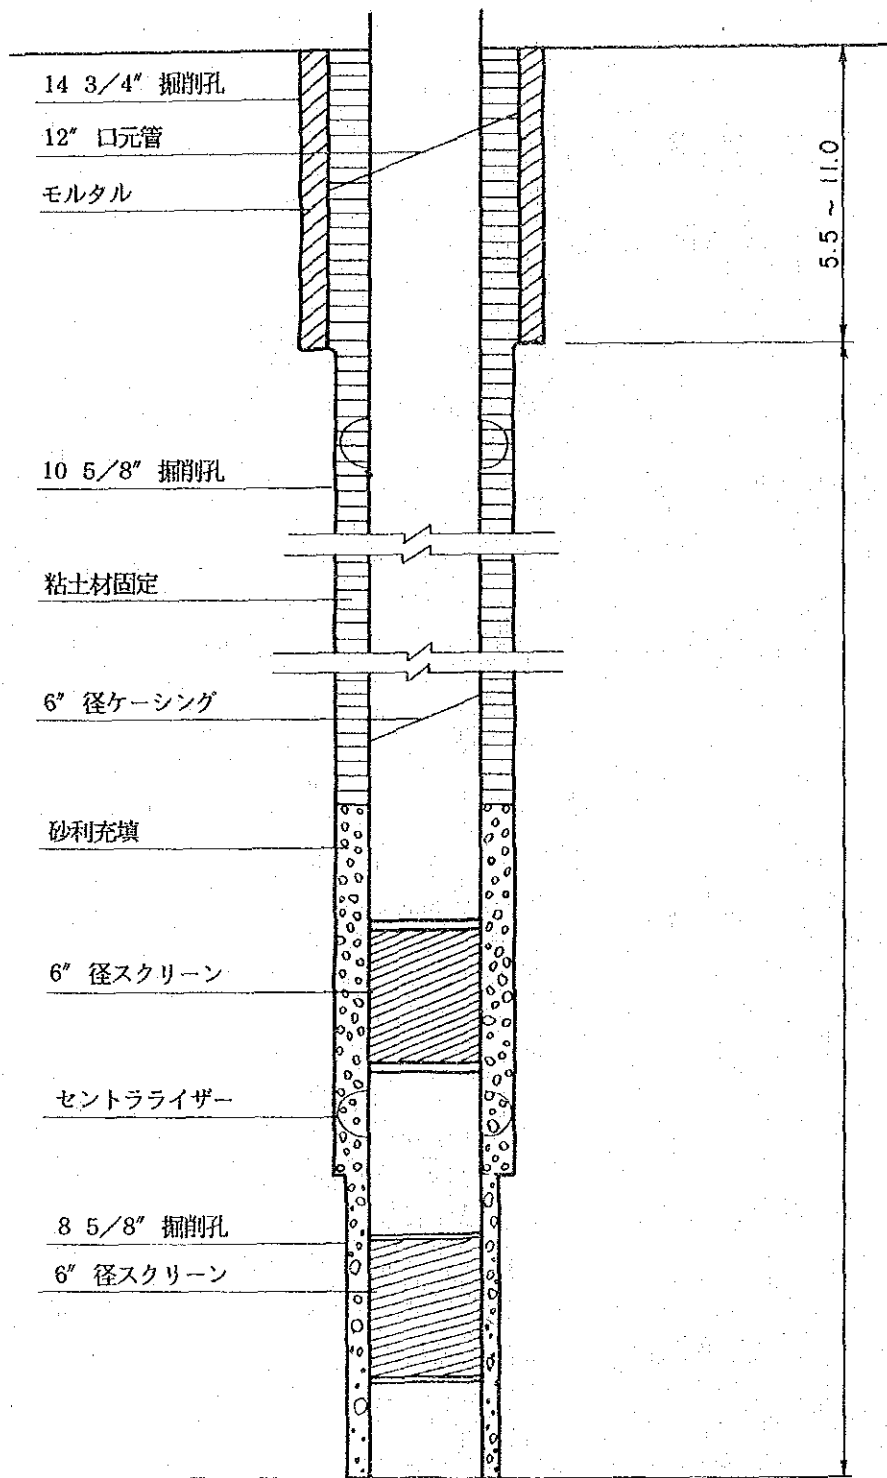 14 3/4″ 掘削孔
12″ 口元管
モルタル
5.5 ~ 11.0
10 5/8″ 掘削孔
粘土材固定
6″ 径ケーシング
砂利充填
6″ 径スクリーン
セントラライザー
8 5/8″ 掘削孔
6″ 径スクリーン